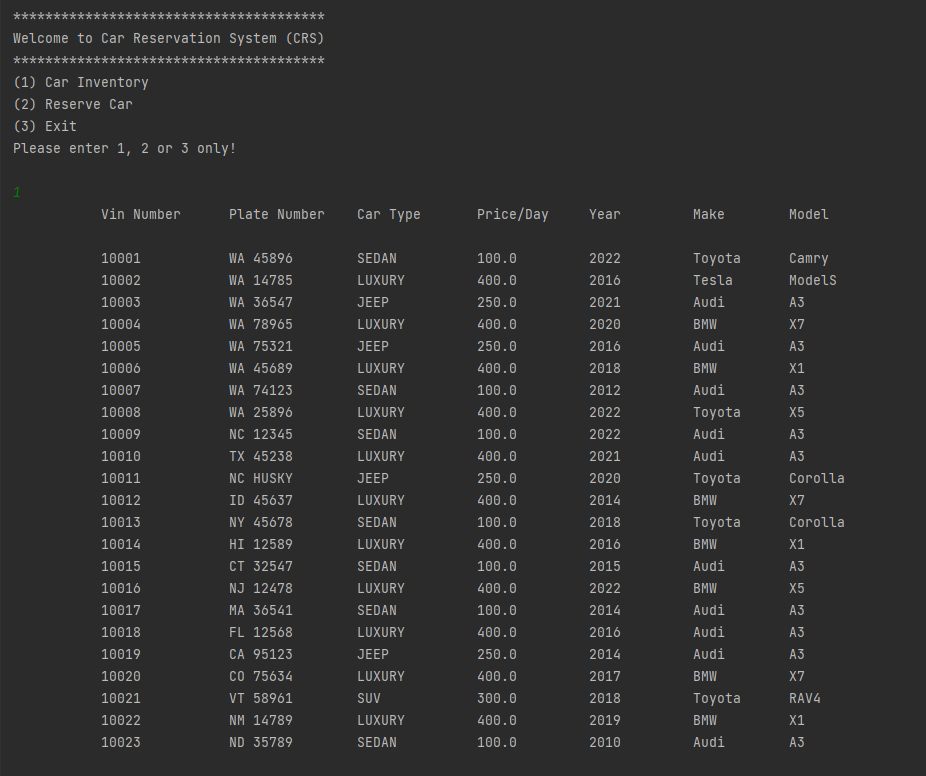 ***************************************
Welcome to Car Reservation System (CRS)
***************************************
(1) Car Inventory
(2) Reserve Car
(3) Exit
Please enter 1, 2 or 3 only!
1
Vin Number Plate Number Car Type Price/Day Year Make Model
10001 WA 45896 SEDAN 100.0 2022 Toyota Camry
10002 WA 14785 LUXURY 400.0 2016 Tesla ModelS
10003 WA 36547 JEEP 250.0 2021 Audi A3
10004 WA 78965 LUXURY 400.0 2020 BMW X7
10005 WA 75321 JEEP 250.0 2016 Audi A3
10006 WA 45689 LUXURY 400.0 2018 BMW X1
10007 WA 74123 SEDAN 100.0 2012 Audi A3
10008 WA 25896 LUXURY 400.0 2022 Toyota X5
10009 NC 12345 SEDAN 100.0 2022 Audi A3
10010 TX 45238 LUXURY 400.0 2021 Audi A3
10011 NC HUSKY JEEP 250.0 2020 Toyota Corolla
10012 ID 45637 LUXURY 400.0 2014 BMW X7
10013 NY 45678 SEDAN 100.0 2018 Toyota Corolla
10014 HI 12589 LUXURY 400.0 2016 BMW X1
10015 CT 32547 SEDAN 100.0 2015 Audi A3
10016 NJ 12478 LUXURY 400.0 2022 BMW X5
10017 MA 36541 SEDAN 100.0 2014 Audi A3
10018 FL 12568 LUXURY 400.0 2016 Audi A3
10019 CA 95123 JEEP 250.0 2014 Audi A3
10020 CO 75634 LUXURY 400.0 2017 BMW X7
10021 VT 58961 SUV 300.0 2018 Toyota RAV4
10022 NM 14789 LUXURY 400.0 2019 BMW X1
10023 ND 35789 SEDAN 100.0 2010 Audi A3